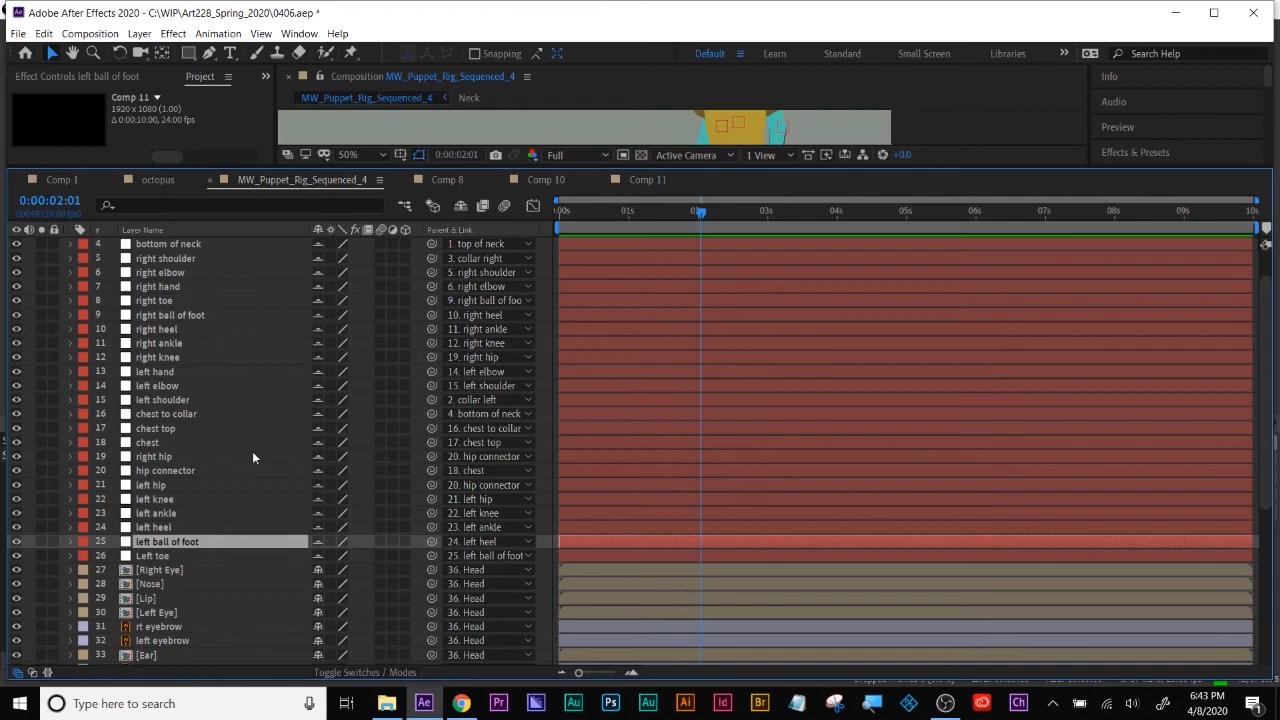 Adobe After Effects 2020 - C:\WIP\Art228_Spring_2020\0406.aep *
File Edit Composition Layer Effect Animation View Window Help
Snapping Default Learn Standard Small Screen Libraries Search Help
Effect Controls left ball of foot Project Composition MW_Puppet_Rig_Sequenced_4 Info
Comp 11 MW_Puppet_Rig_Sequenced_4 Neck Audio
1920 x 1080 (1.00)
Δ 0:00:10:00, 24.00 fps
Preview
50% 0:00:02:01 Full Active Camera 1 View +0.0 Effects & Presets
Comp 1 octopus MW_Puppet_Rig_Sequenced_4 Comp 8 Comp 10 Comp 11
0:00:02:01
00049 (24.00 fps)
:00s 01s 02s 03s 04s 05s 06s 07s 08s 09s 10s
# Layer Name fx Parent & Link
4 bottom of neck 1. top of neck
5 right shoulder 3. collar right
6 right elbow 5. right shoulder
7 right hand 6. right elbow
8 right toe 9. right ball of foo
9 right ball of foot 10. right heel
10 right heel 11. right ankle
11 right ankle 12. right knee
12 right knee 19. right hip
13 left hand 14. left elbow
14 left elbow 15. left shoulder
15 left shoulder 2. collar left
16 chest to collar 4. bottom of neck
17 chest top 16. chest to collar
18 chest 17. chest top
19 right hip 20. hip connector
20 hip connector 18. chest
21 left hip 20. hip connector
22 left knee 21. left hip
23 left ankle 22. left knee
24 left heel 23. left ankle
25 left ball of foot 24. left heel
26 Left toe 25. left ball of foot
27 [Right Eye] 36. Head
28 [Nose] 36. Head
29 [Lip] 36. Head
30 [Left Eye] 36. Head
31 rt eyebrow 36. Head
32 left eyebrow 36. Head
33 [Ear] 36. Head
Toggle Switches / Modes
Type here to search
Ae Pr Au Ps Au Ai Id Br Ch
6:43 PM
4/8/2020